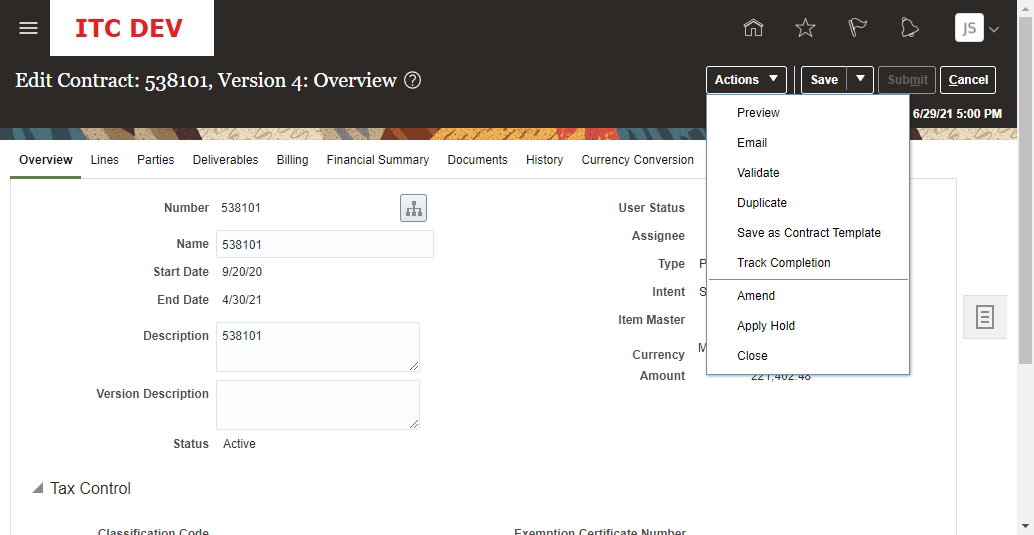 ITC DEV
JS
Edit Contract: 538101, Version 4: Overview ?
Actions Save Submit Cancel
6/29/21 5:00 PM
Preview
Email
Validate
Duplicate
Save as Contract Template
Track Completion
Amend
Apply Hold
Close
Overview Lines Parties Deliverables Billing Financial Summary Documents History Currency Conversion
Number 538101
Name 538101
Start Date 9/20/20
End Date 4/30/21
Description 538101
Version Description
Status Active
User Status
Assignee
Type P
Intent S
Item Master
Currency M
Amount 221,402.48
Tax Control
Classification Code
Exemption Certificate Number